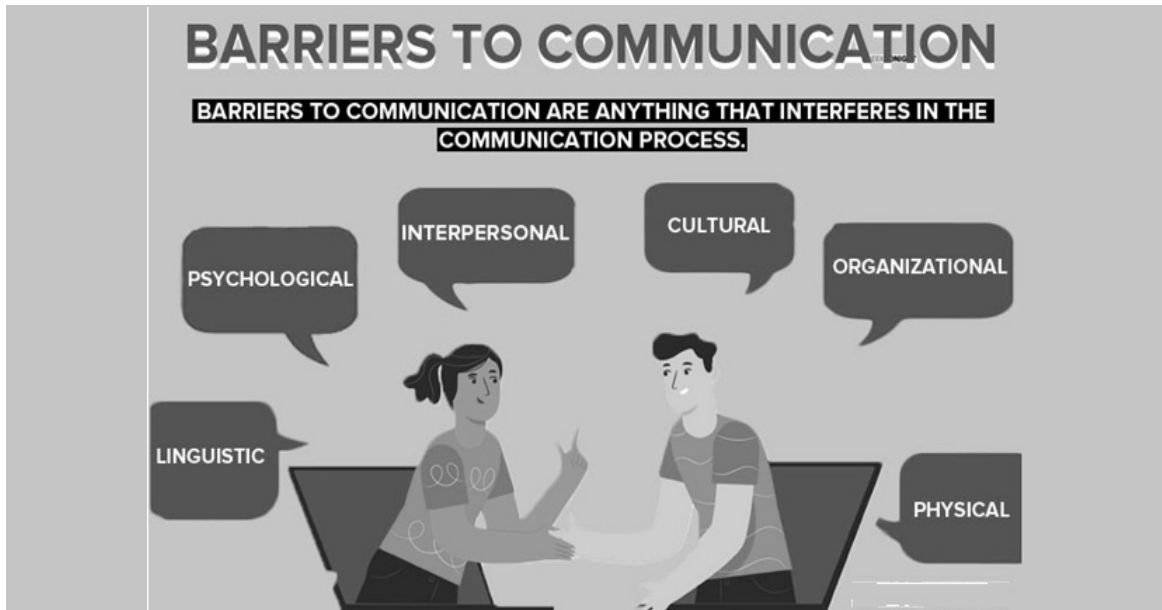 BARRIERS TO COMMUNICATION
BARRIERS TO COMMUNICATION ARE ANYTHING THAT INTERFERES IN THE
COMMUNICATION PROCESS.
INTERPERSONAL
CULTURAL
PSYCHOLOGICAL
ORGANIZATIONAL
LINGUISTIC
PHYSICAL